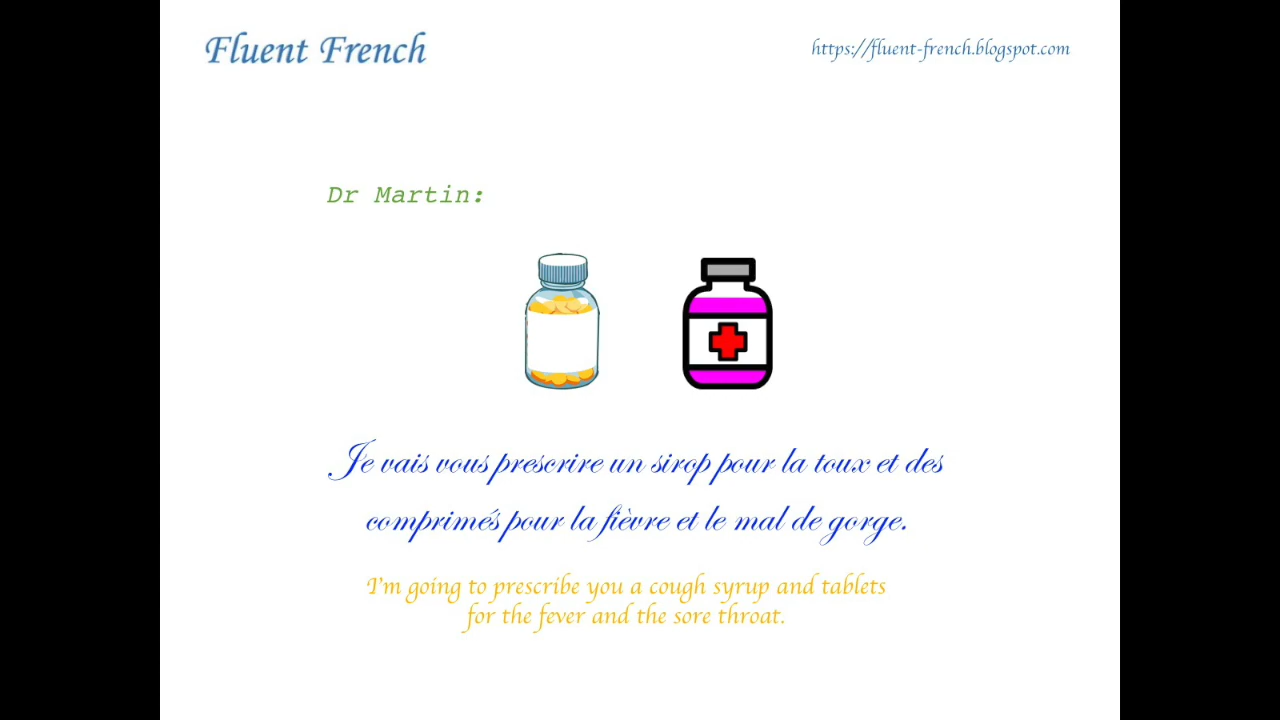 Fluent French
https://fluent-french.blogspot.com
Dr Martin:
Je vais vous prescrire un sirop pour la toux et des
comprimés pour la fièvre et le mal de gorge.
I'm going to prescribe you a cough syrup and tablets
for the fever and the sore throat.